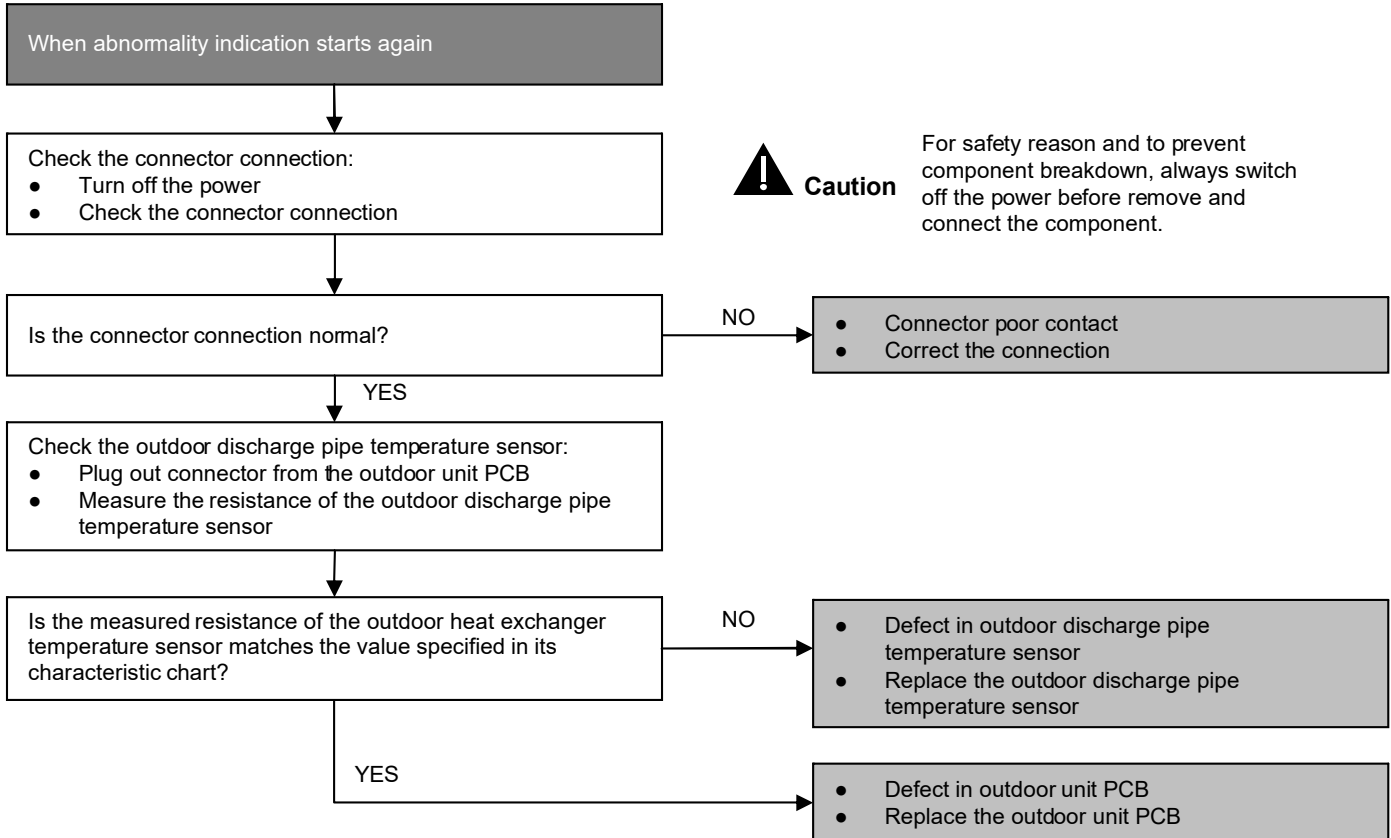 When abnormality indication starts again
Check the connector connection:
● Turn off the power
● Check the connector connection
Caution
For safety reason and to prevent
component breakdown, always switch
off the power before remove and
connect the component.
Is the connector connection normal?
NO
● Connector poor contact
● Correct the connection
YES
Check the outdoor discharge pipe temperature sensor:
● Plug out connector from the outdoor unit PCB
● Measure the resistance of the outdoor discharge pipe
temperature sensor
Is the measured resistance of the outdoor heat exchanger
temperature sensor matches the value specified in its
characteristic chart?
NO
● Defect in outdoor discharge pipe
temperature sensor
● Replace the outdoor discharge pipe
temperature sensor
YES
● Defect in outdoor unit PCB
● Replace the outdoor unit PCB